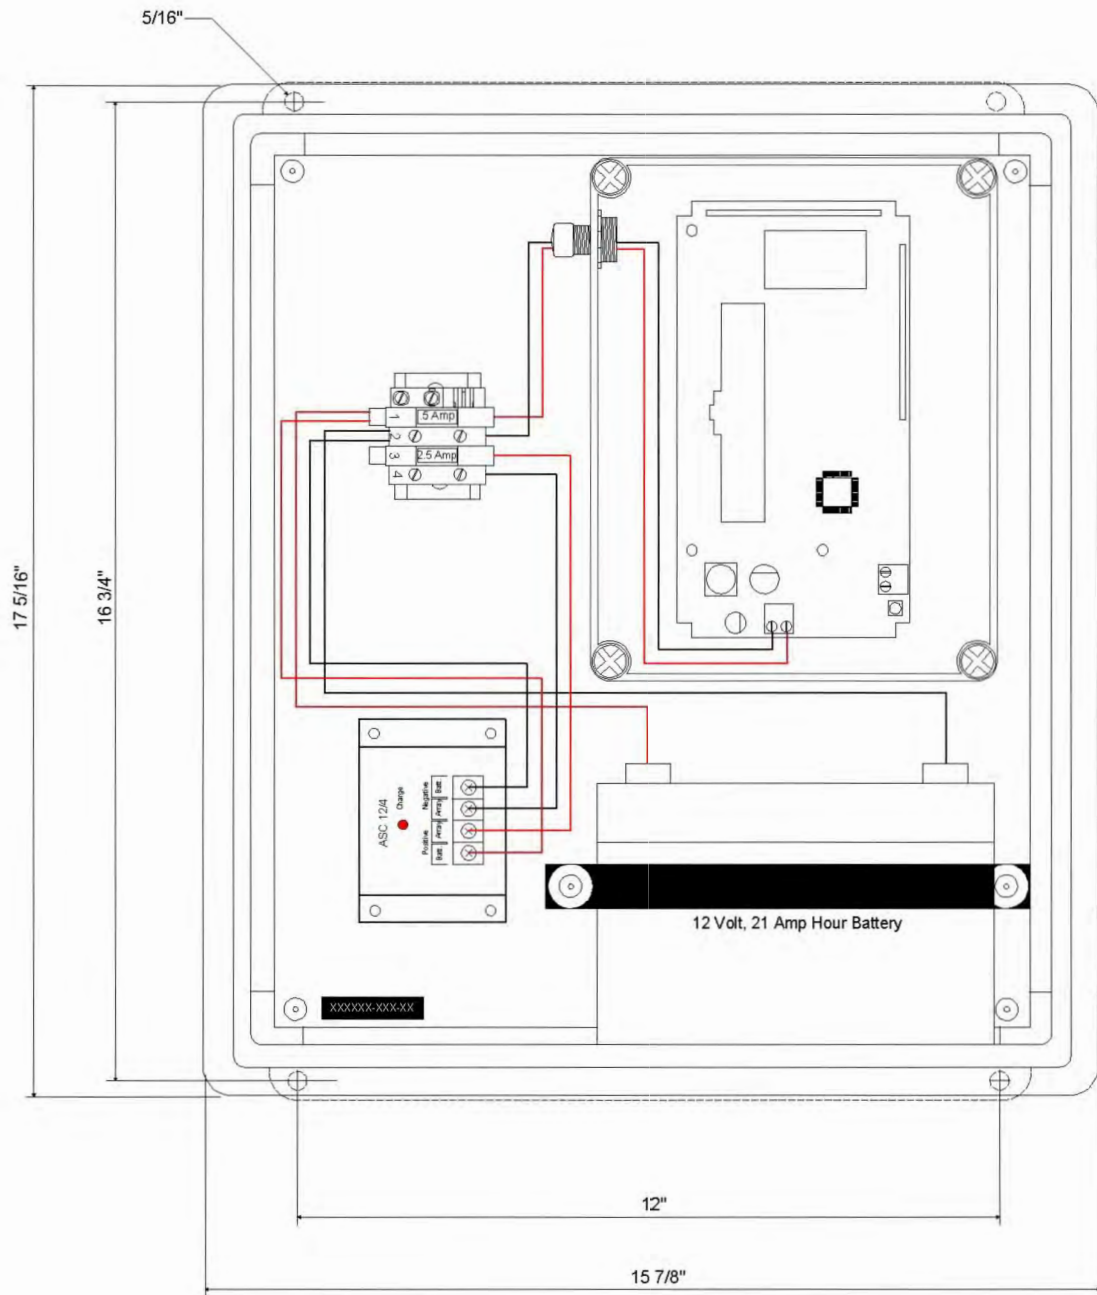 5/16"
17 5/16"
16 3/4"
1
5 Amp
2
3
2.5 Amp
4
ASC 12/4
Charge
Negative
Positive
Batt.
Array
Array
Batt.
12 Volt, 21 Amp Hour Battery
XXXXXX-XXX-XX
12"
15 7/8"